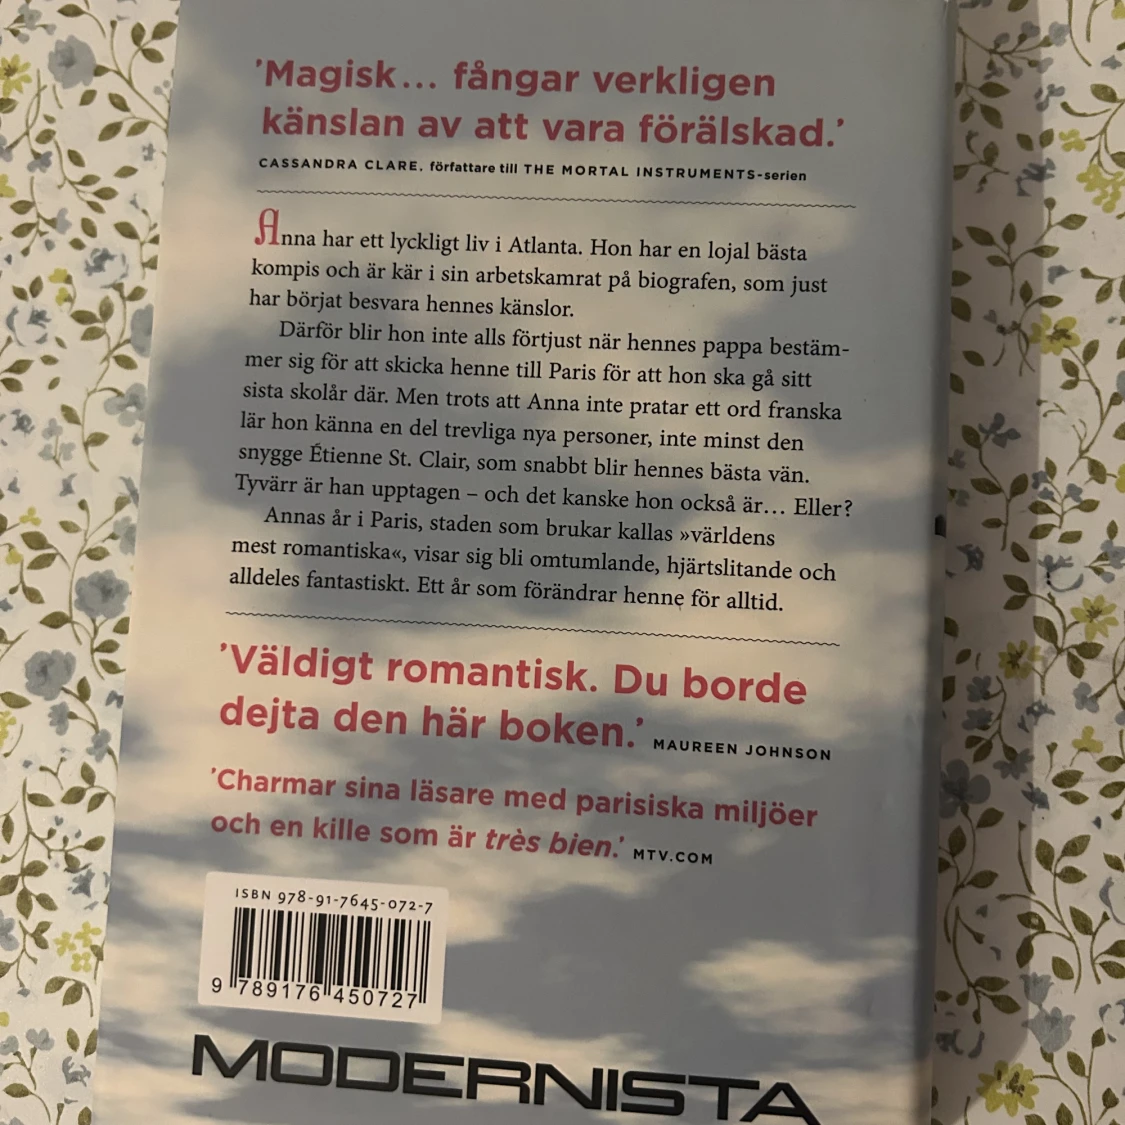 'Magisk... fångar verkligen
känslan av att vara förälskad.'
CASSANDRA CLARE, författare till THE MORTAL INSTRUMENTS-serien
Anna har ett lyckligt liv i Atlanta. Hon har en lojal bästa
kompis och är kär i sin arbetskamrat på biografen, som just
har börjat besvara hennes känslor.
Därför blir hon inte alls förtjust när hennes pappa bestäm-
mer sig för att skicka henne till Paris för att hon ska gå sitt
sista skolår där. Men trots att Anna inte pratar ett ord franska
lär hon känna en del trevliga nya personer, inte minst den
snygge Étienne St. Clair, som snabbt blir hennes bästa vän.
Tyvärr är han upptagen – och det kanske hon också är... Eller?
Annas år i Paris, staden som brukar kallas »världens
mest romantiska«, visar sig bli omtumlande, hjärtslitande och
alldeles fantastiskt. Ett år som förändrar henne för alltid.
'Väldigt romantisk. Du borde
dejta den här boken.' MAUREEN JOHNSON
'Charmar sina läsare med parisiska miljöer
och en kille som är très bien.' MTV.COM
ISBN 978-91-7645-072-7
9 789176 450727
MODERNISTA